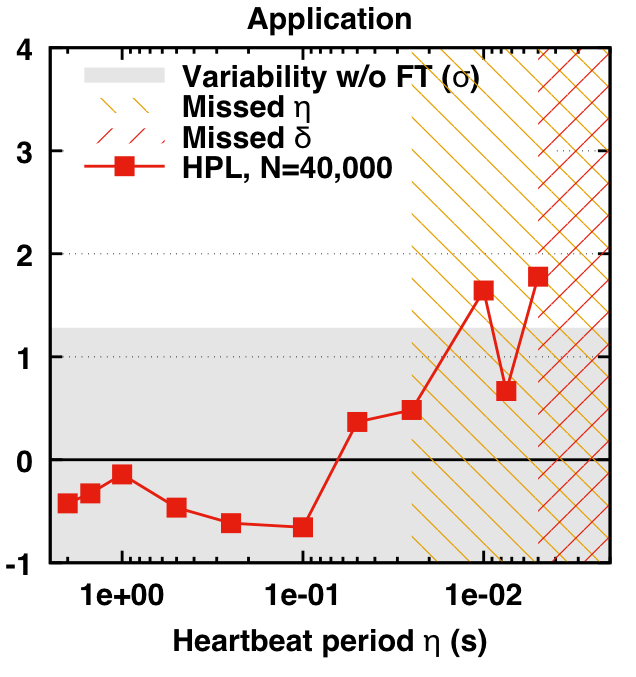 Application
4
3
2
1
0
-1
Variability w/o FT (σ)
Missed η
Missed δ
HPL, N=40,000
1e+00 1e-01 1e-02
Heartbeat period η (s)